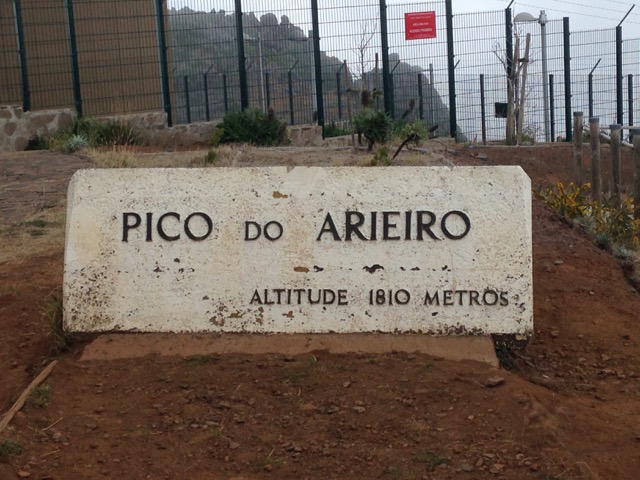 PICO DO ARIEIRO
ALTITUDE 1810 METROS